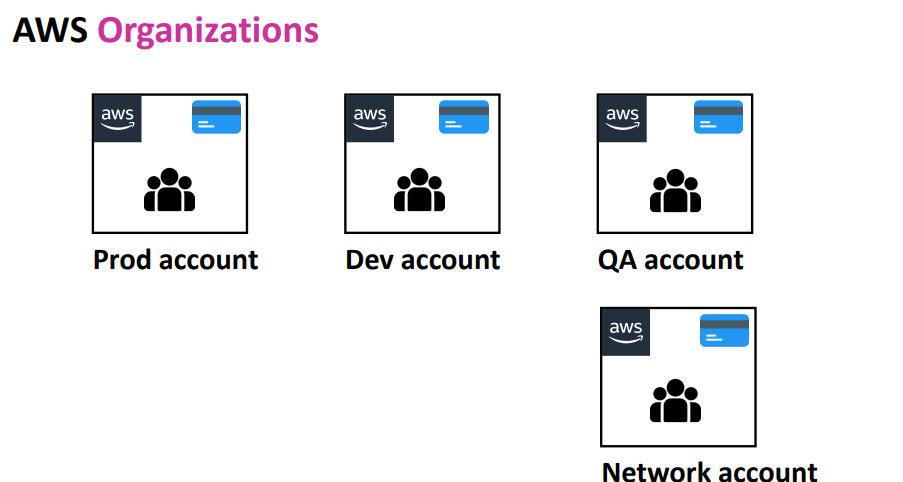 AWS Organizations
aws
aws
aws
Prod account
Dev account
QA account
aws
Network account